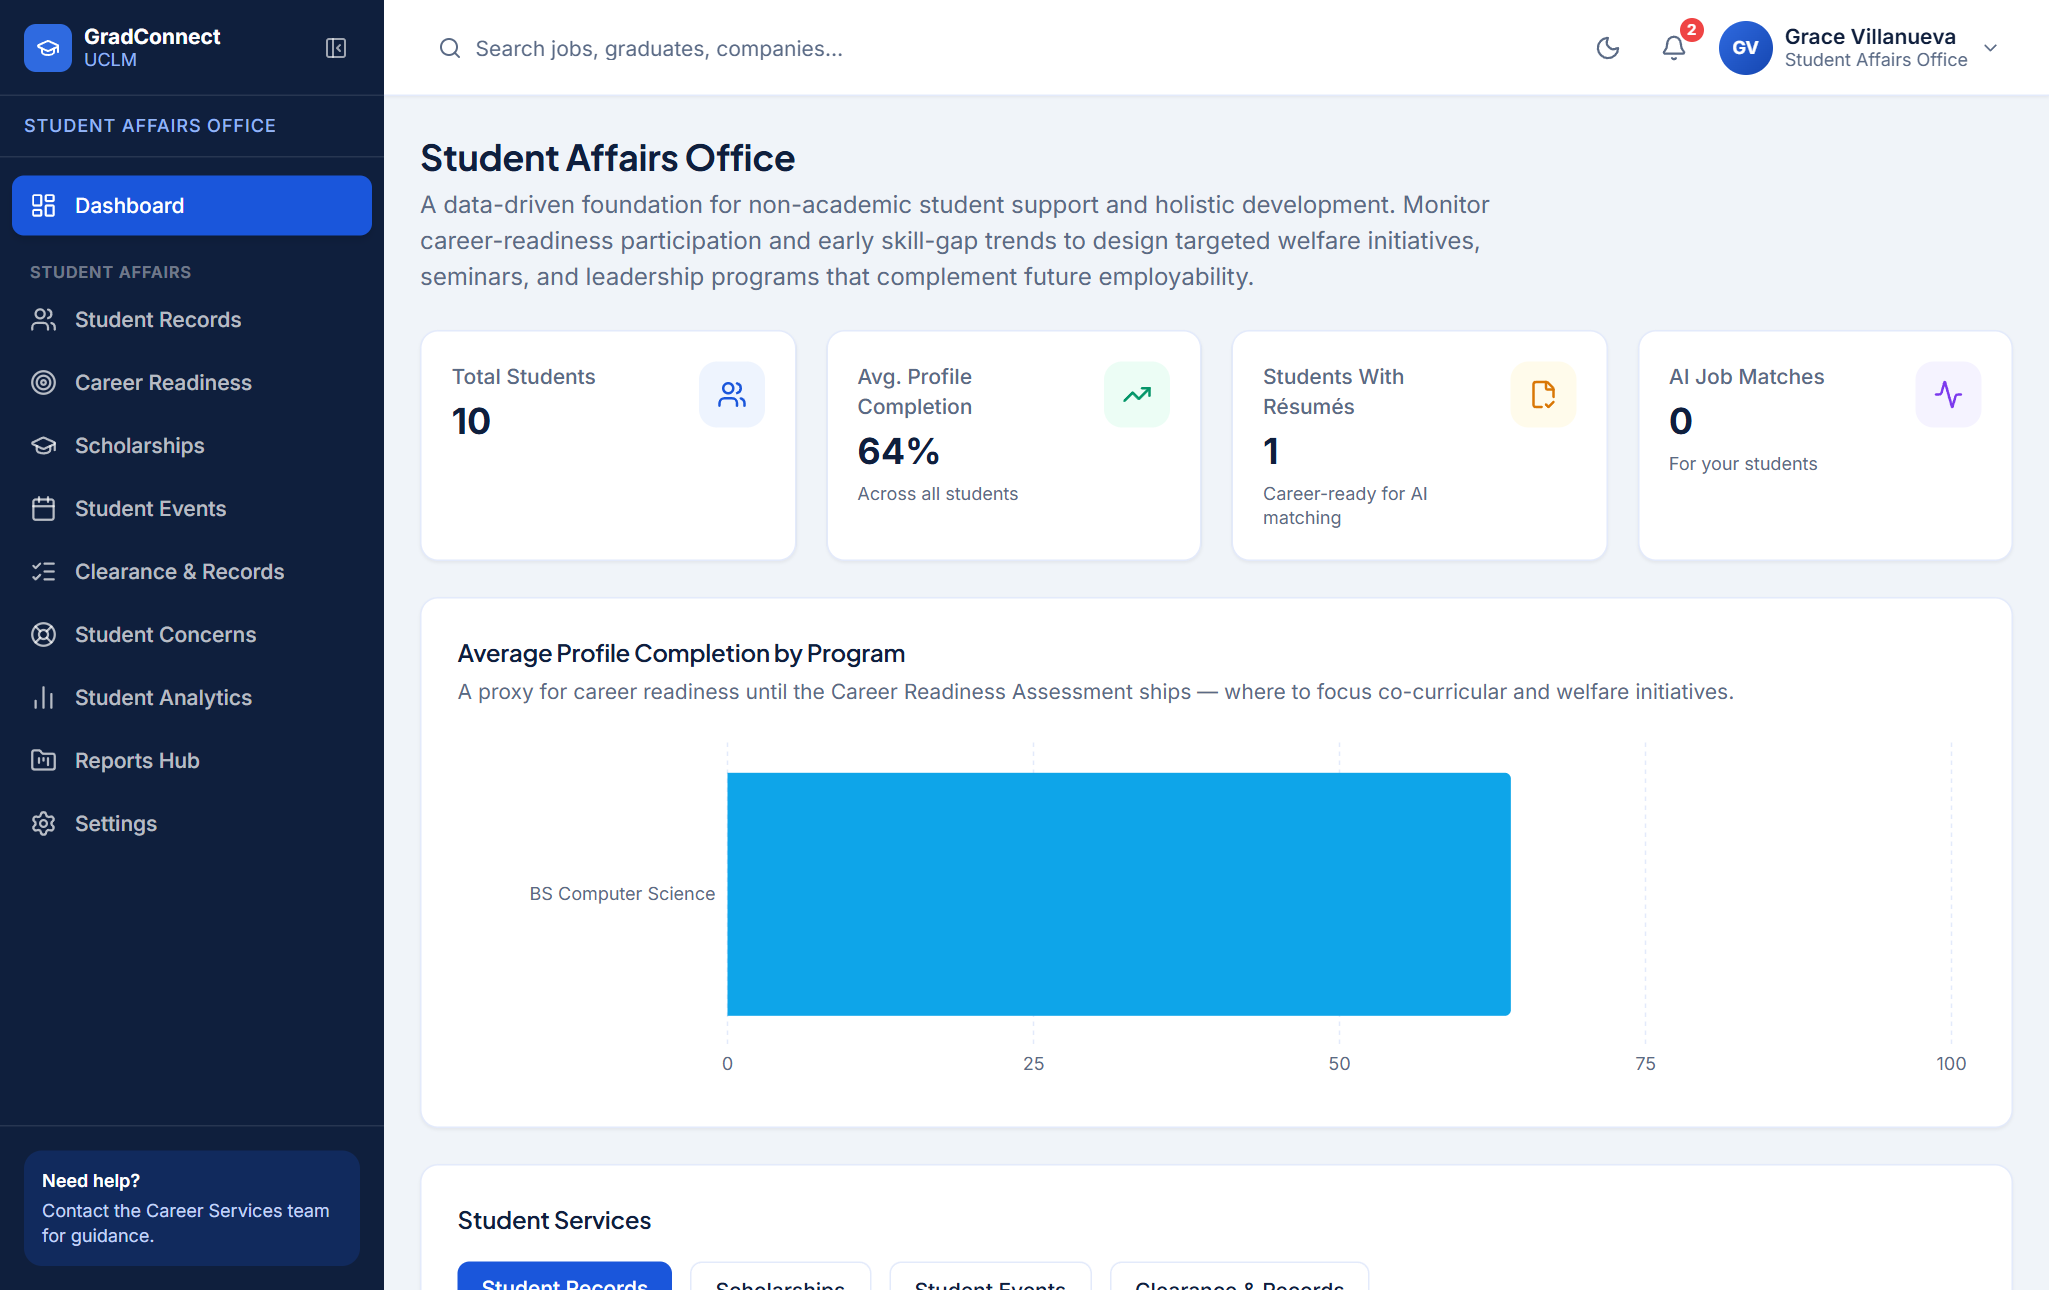 GradConnect
UCLM
STUDENT AFFAIRS OFFICE
Dashboard
STUDENT AFFAIRS
Student Records
Career Readiness
Scholarships
Student Events
Clearance & Records
Student Concerns
Student Analytics
Reports Hub
Settings
Need help?
Contact the Career Services team
for guidance.
Search jobs, graduates, companies...
2
GV
Grace Villanueva
Student Affairs Office
Student Affairs Office
A data-driven foundation for non-academic student support and holistic development. Monitor
career-readiness participation and early skill-gap trends to design targeted welfare initiatives,
seminars, and leadership programs that complement future employability.
Total Students
10
Avg. Profile
Completion
64%
Across all students
Students With
Résumés
1
Career-ready for AI
matching
AI Job Matches
0
For your students
Average Profile Completion by Program
A proxy for career readiness until the Career Readiness Assessment ships — where to focus co-curricular and welfare initiatives.
BS Computer Science
0 25 50 75 100
Student Services
Student Records Scholarships Student Events Clearance & Records